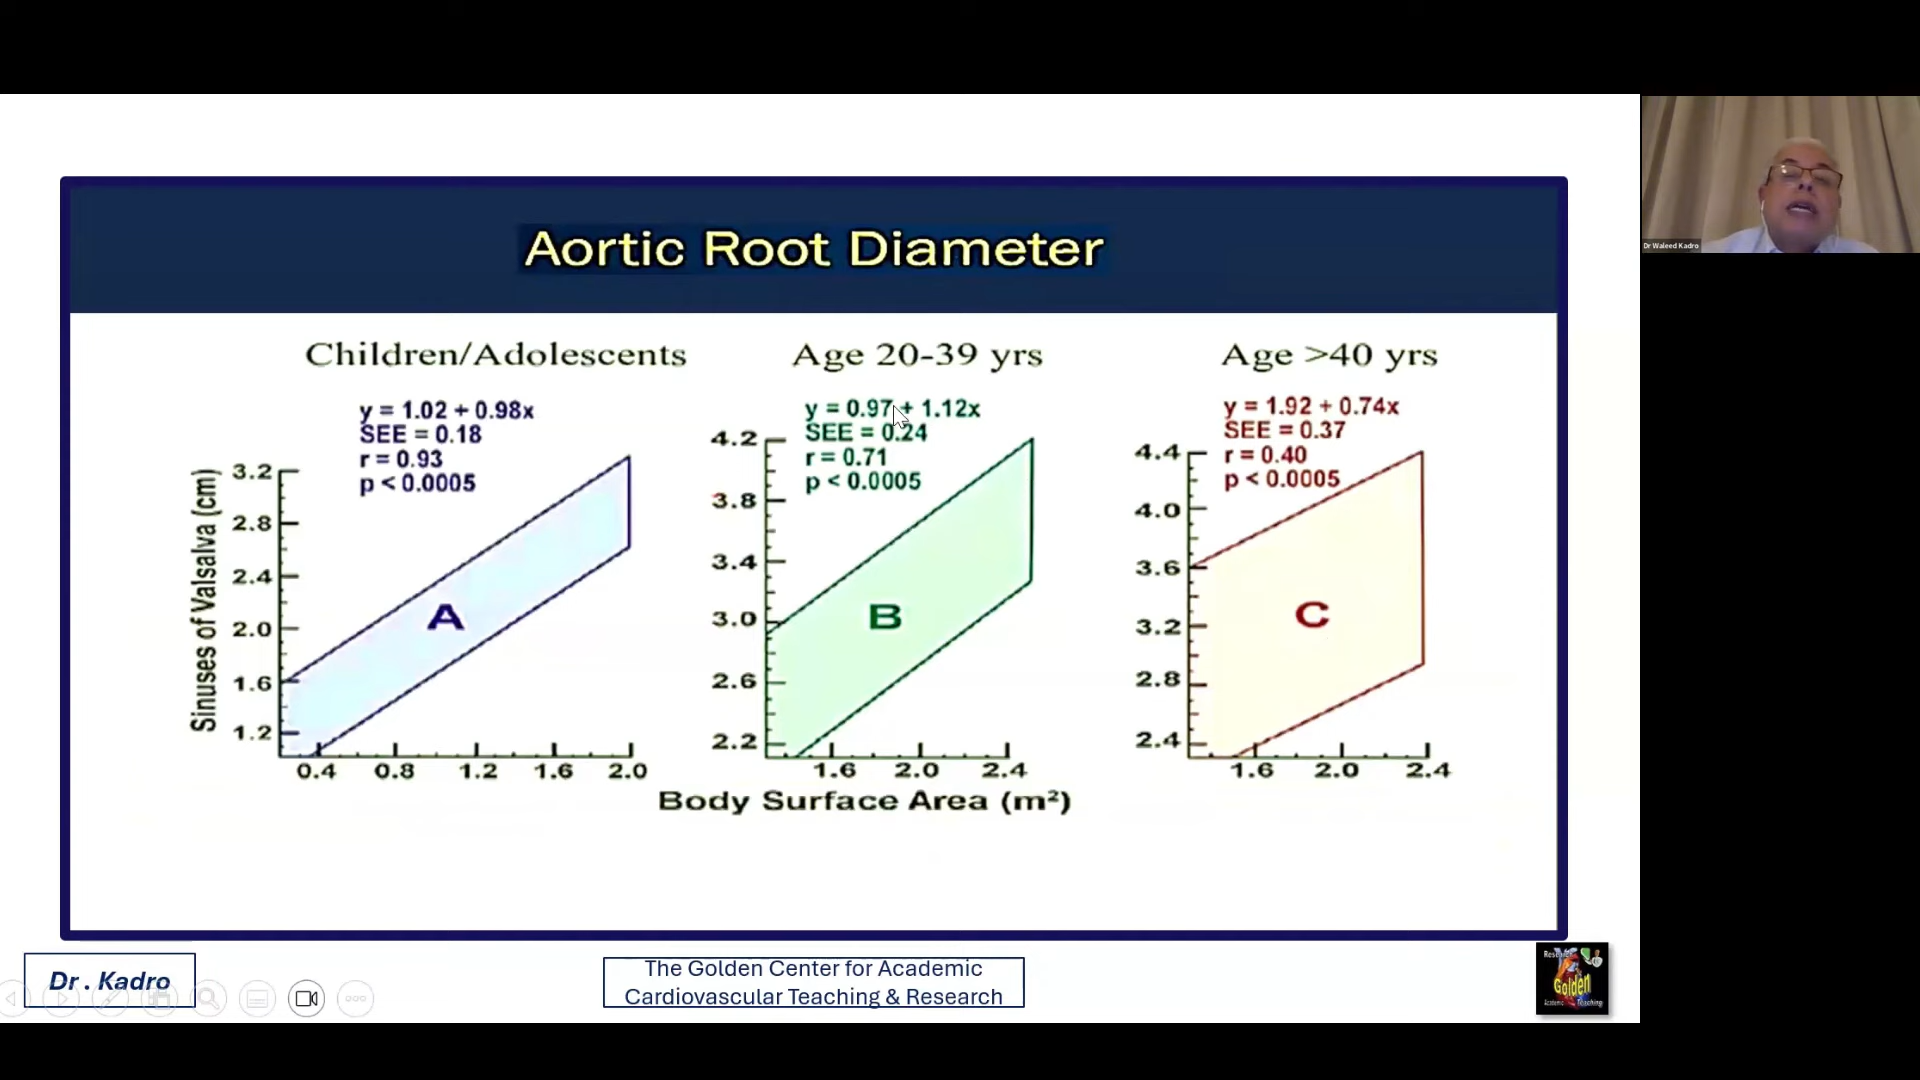 Aortic Root Diameter
Children/Adolescents
y = 1.02 + 0.98x
SEE = 0.18
r = 0.93
p < 0.0005
Sinuses of Valsalva (cm)
3.2
2.8
2.4
2.0
1.6
1.2
A
0.4 0.8 1.2 1.6 2.0
Age 20-39 yrs
y = 0.97 + 1.12x
SEE = 0.24
r = 0.71
p < 0.0005
4.2
3.8
3.4
3.0
2.6
2.2
B
1.6 2.0 2.4
Age >40 yrs
y = 1.92 + 0.74x
SEE = 0.37
r = 0.40
p < 0.0005
4.4
4.0
3.6
3.2
2.8
2.4
C
1.6 2.0 2.4
Body Surface Area (m²)
Dr . Kadro
The Golden Center for Academic
Cardiovascular Teaching & Research
Golden
Teaching
Dr Waleed Kadro